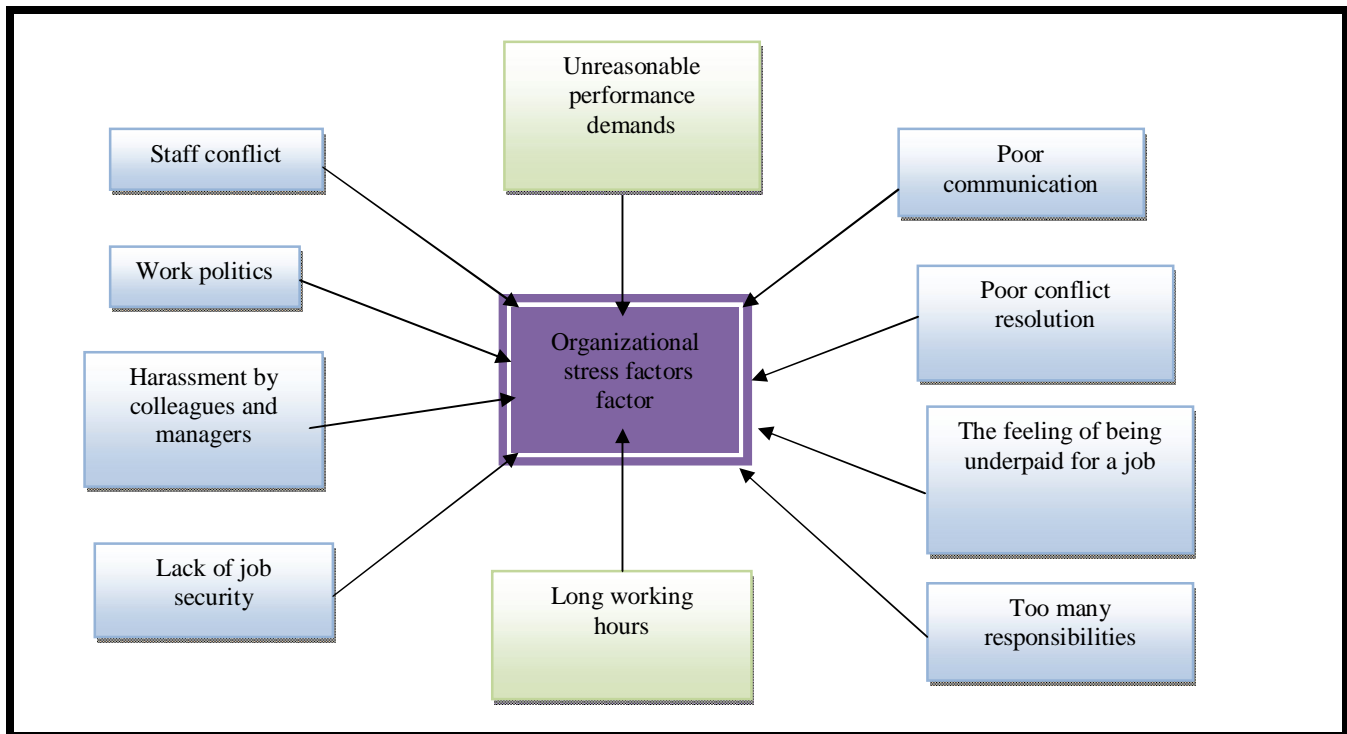 Unreasonable
performance
demands
Staff conflict
Poor
communication
Work politics
Poor conflict
resolution
Organizational
stress factors
factor
Harassment by
colleagues and
managers
The feeling of being
underpaid for a job
Lack of job
security
Long working
hours
Too many
responsibilities